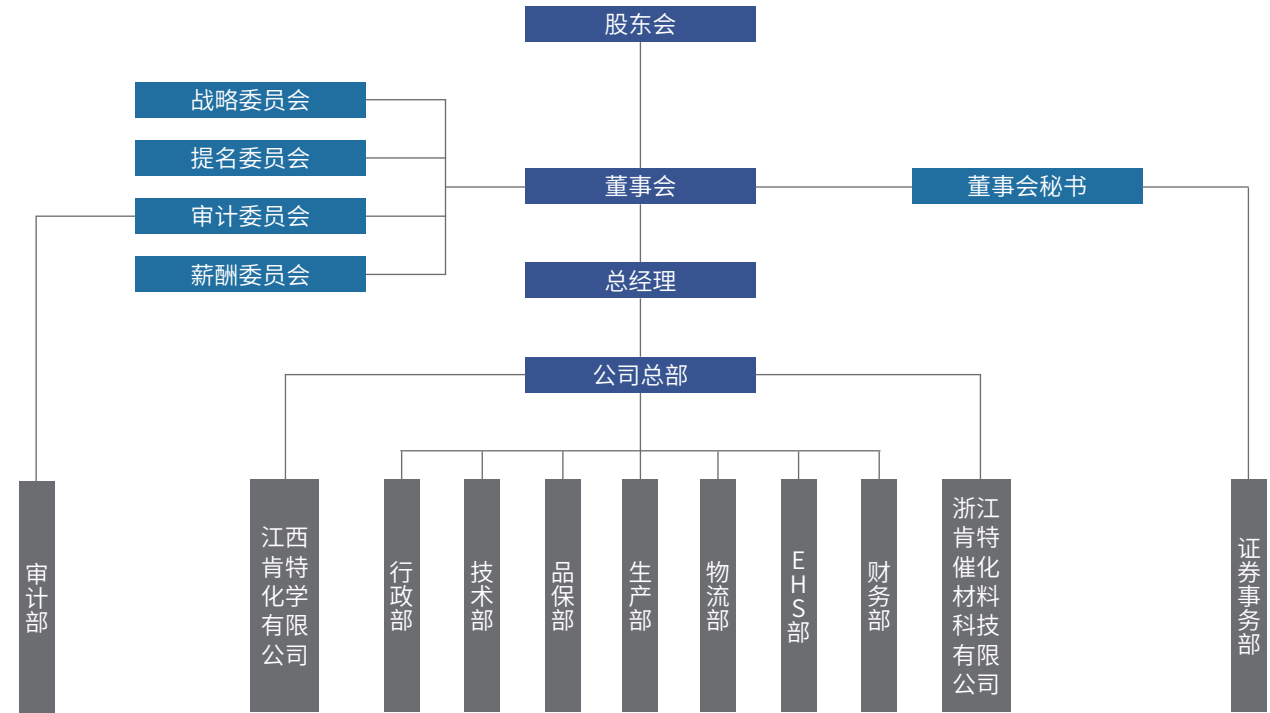 股东会
战略委员会
提名委员会
董事会
董事会秘书
审计委员会
薪酬委员会
总经理
公司总部
审计部
江西
肯特
化学
有限
公司
行政部
技术部
品保部
生产部
物流部
EHS部
财务部
浙江
肯特
催化
材料
科技
有限
公司
证券事务部